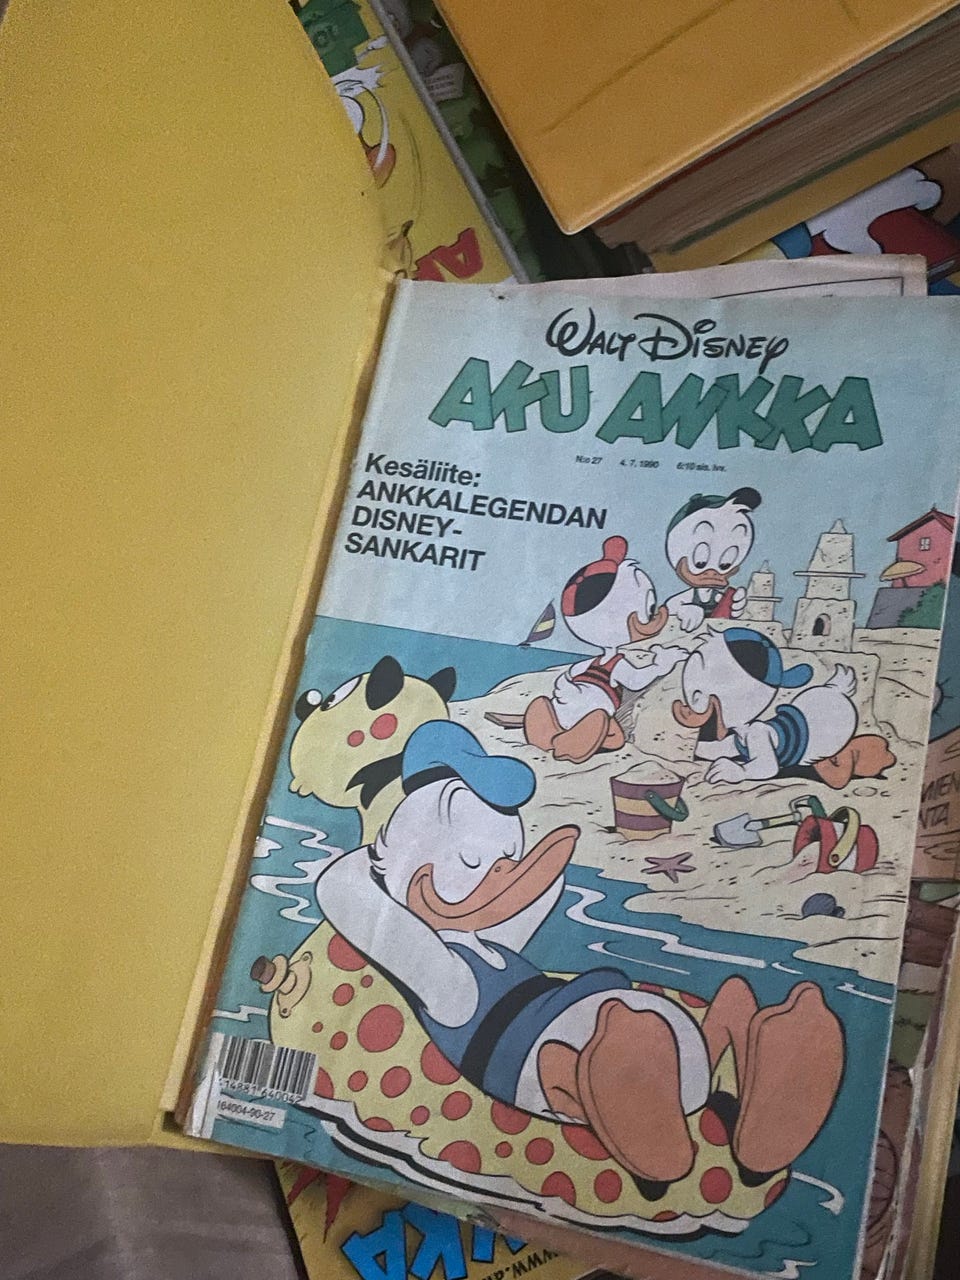 WALT DISNEY
AKU ANKKA
N:o 27 4. 7. 1990 6:10 sis. lvv.
Kesäliite:
ANKKALEGENDAN
DISNEY-
SANKARIT
164004-90-27